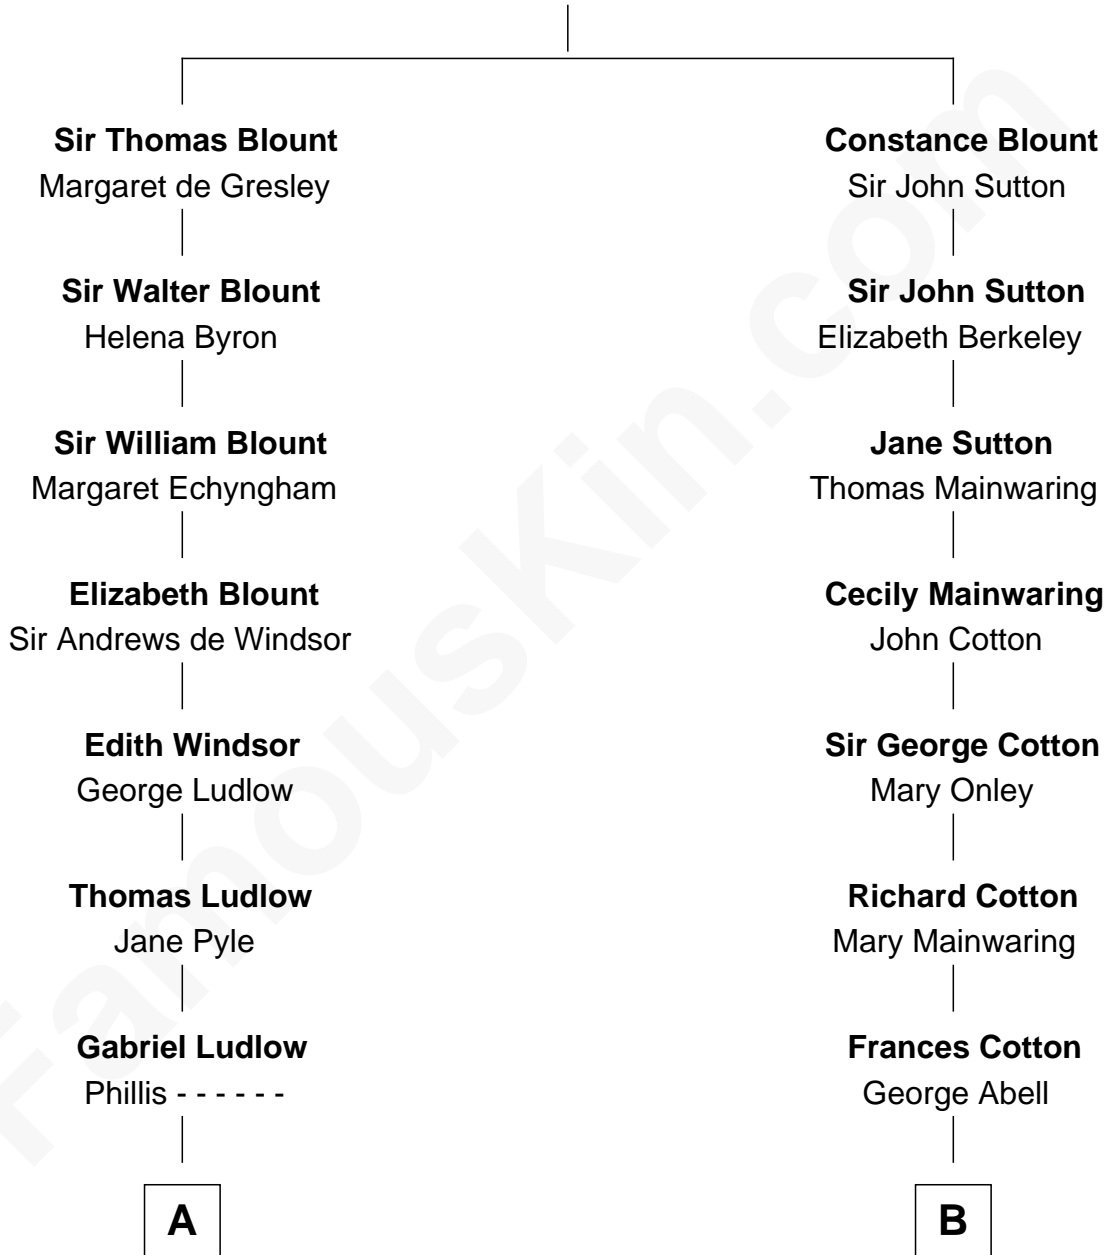 Sir Thomas Blount
Margaret de Gresley
Sir Walter Blount
Helena Byron
Sir William Blount
Margaret Echyngham
Elizabeth Blount
Sir Andrews de Windsor
Edith Windsor
George Ludlow
Thomas Ludlow
Jane Pyle
Gabriel Ludlow
Phillis - - - - - -
A
Constance Blount
Sir John Sutton
Sir John Sutton
Elizabeth Berkeley
Jane Sutton
Thomas Mainwaring
Cecily Mainwaring
John Cotton
Sir George Cotton
Mary Onley
Richard Cotton
Mary Mainwaring
Frances Cotton
George Abell
B
FamousKin.com